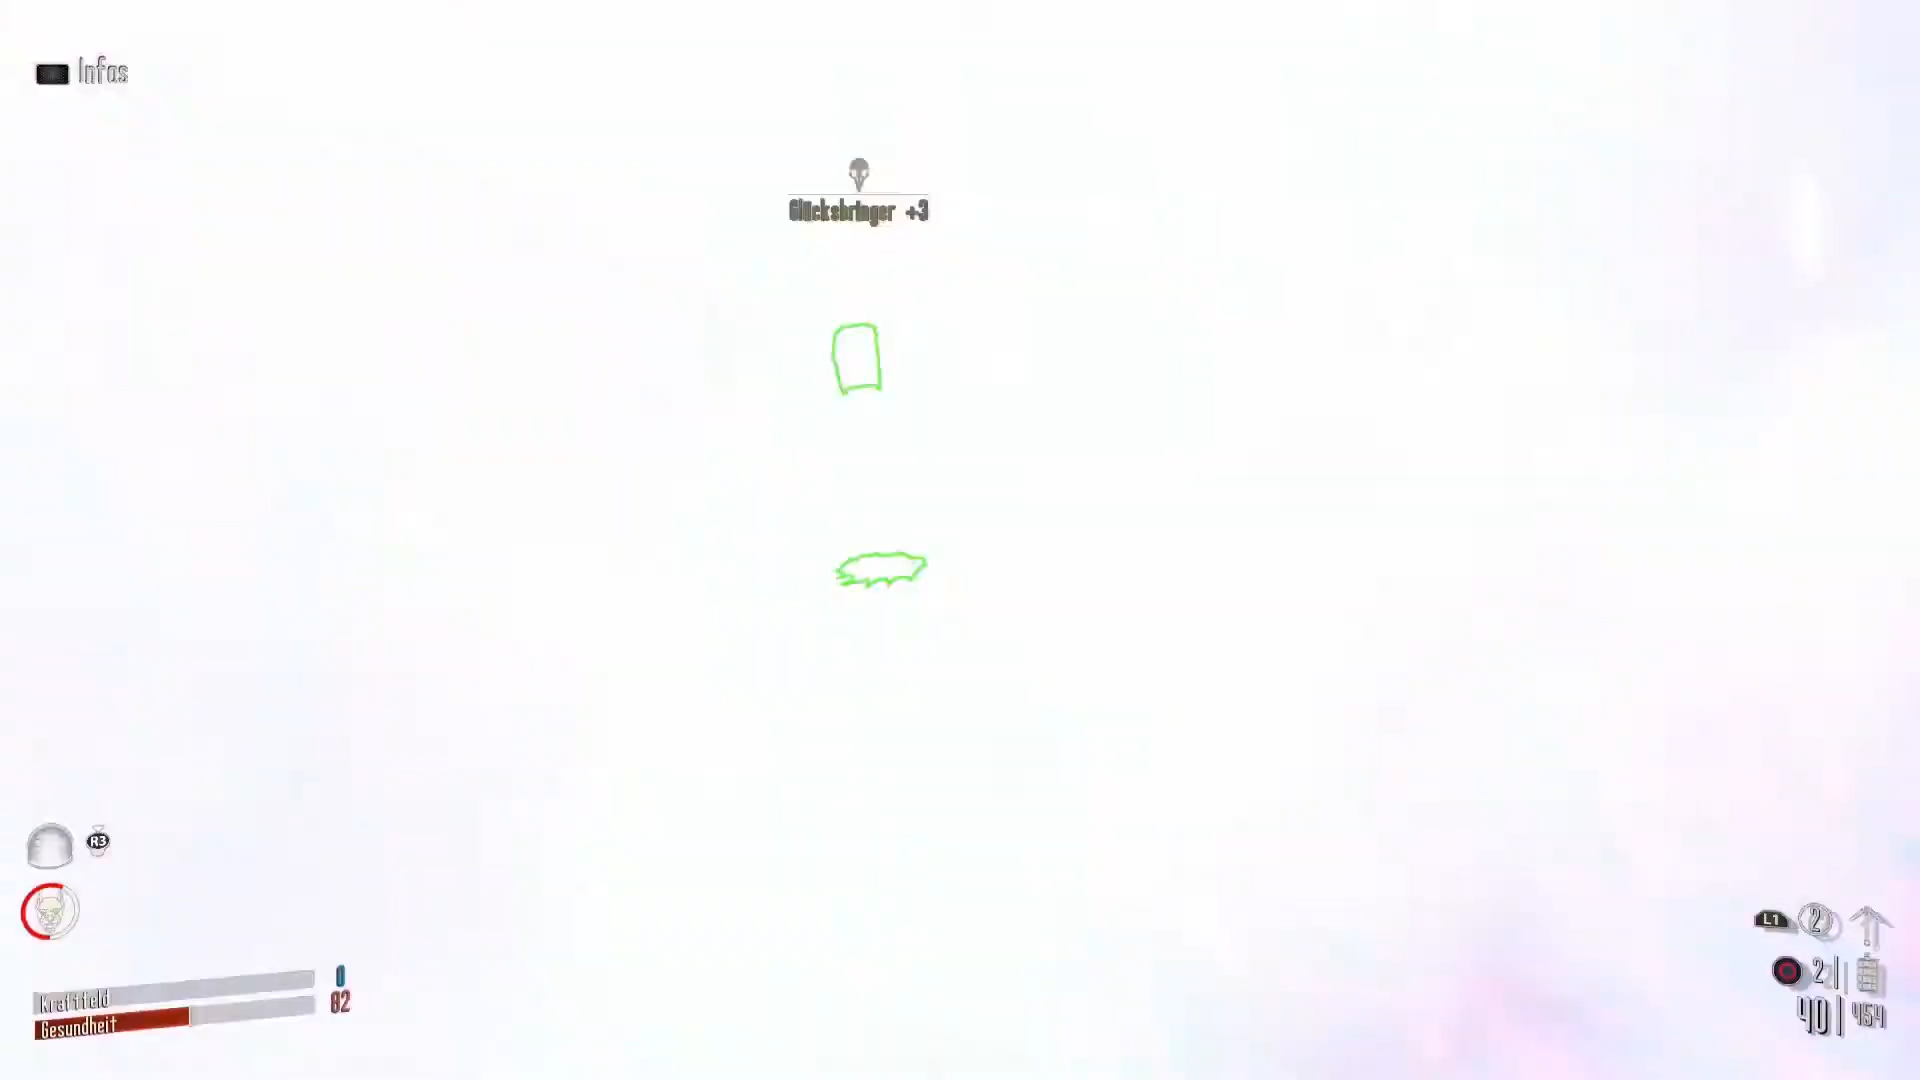 Infos
Glücksbringer +3
R3
Kraftfeld 0
Gesundheit 82
L1 2
2
40 454